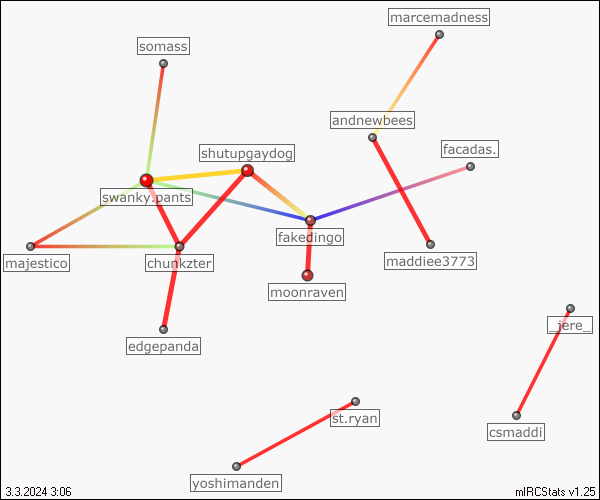 marcemadness
somass
andnewbees
facadas.
shutupgaydog
swanky.pants
fakedingo
majestico
chunkzter
maddiee3773
moonraven
_jere_
edgepanda
st.ryan
csmaddi
yoshimanden
3.3.2024 3:06
mIRCStats v1.25